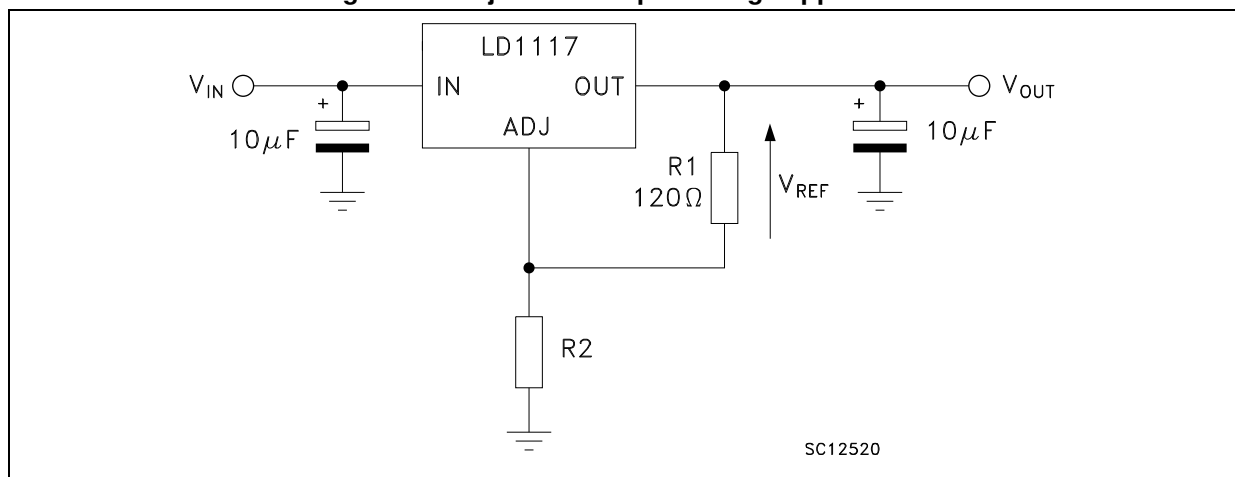 LD1117
V_IN
IN
OUT
V_OUT
ADJ
+
10μF
R1
120Ω
V_REF
+
10μF
R2
SC12520